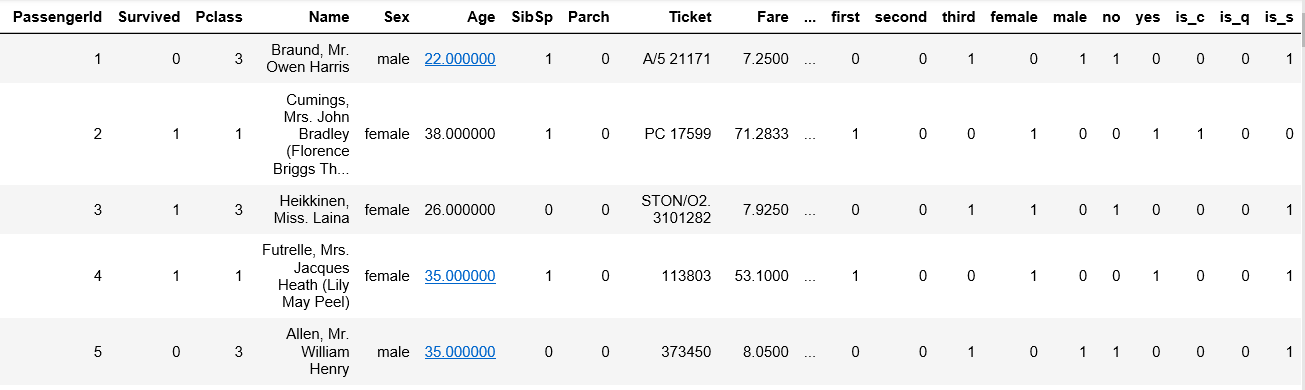 PassengerId Survived Pclass Name Sex Age SibSp Parch Ticket Fare ... first second third female male no yes is_c is_q is_s
1 0 3 Braund, Mr. Owen Harris male 22.000000 1 0 A/5 21171 7.2500 ... 0 0 1 0 1 1 0 0 0 1
2 1 1 Cumings, Mrs. John Bradley (Florence Briggs Th... female 38.000000 1 0 PC 17599 71.2833 ... 1 0 0 1 0 0 1 1 0 0
3 1 3 Heikkinen, Miss. Laina female 26.000000 0 0 STON/O2. 3101282 7.9250 ... 0 0 1 1 0 1 0 0 0 1
4 1 1 Futrelle, Mrs. Jacques Heath (Lily May Peel) female 35.000000 1 0 113803 53.1000 ... 1 0 0 1 0 0 1 0 0 1
5 0 3 Allen, Mr. William Henry male 35.000000 0 0 373450 8.0500 ... 0 0 1 0 1 1 0 0 0 1